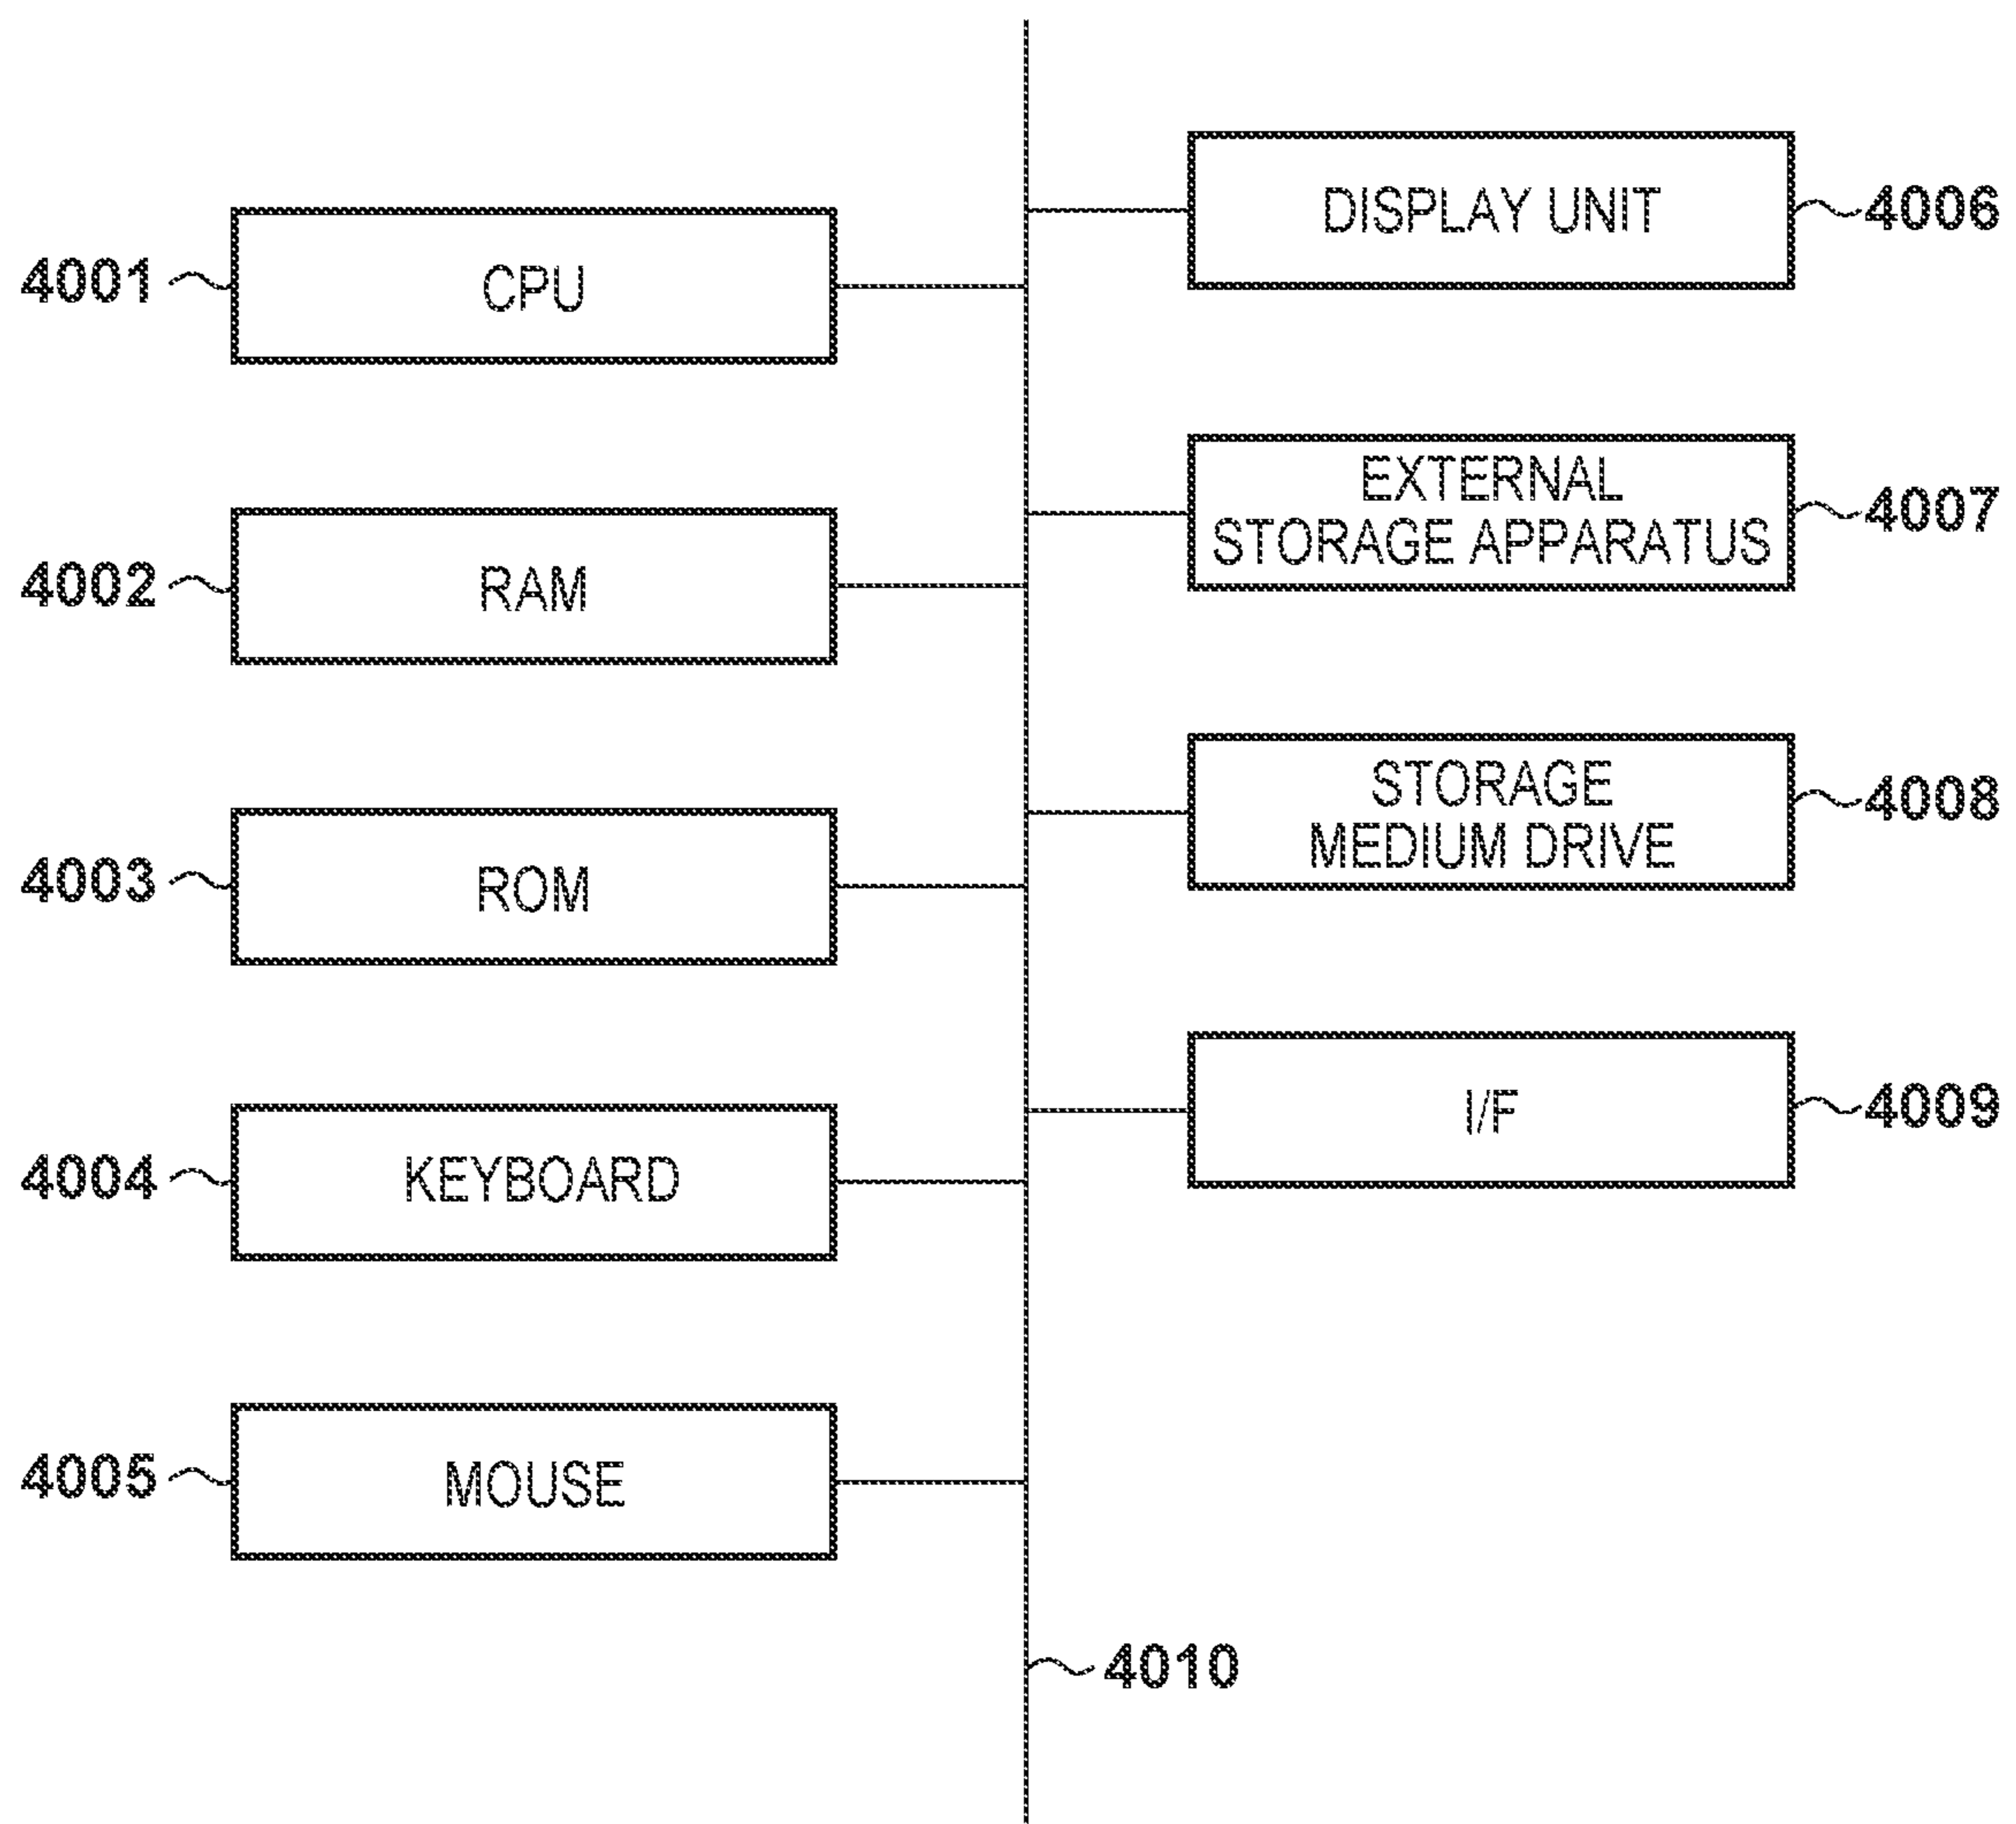 4001
CPU
4002
RAM
4003
ROM
4004
KEYBOARD
4005
MOUSE
DISPLAY UNIT
4006
EXTERNAL
STORAGE APPARATUS
4007
STORAGE
MEDIUM DRIVE
4008
I/F
4009
4010